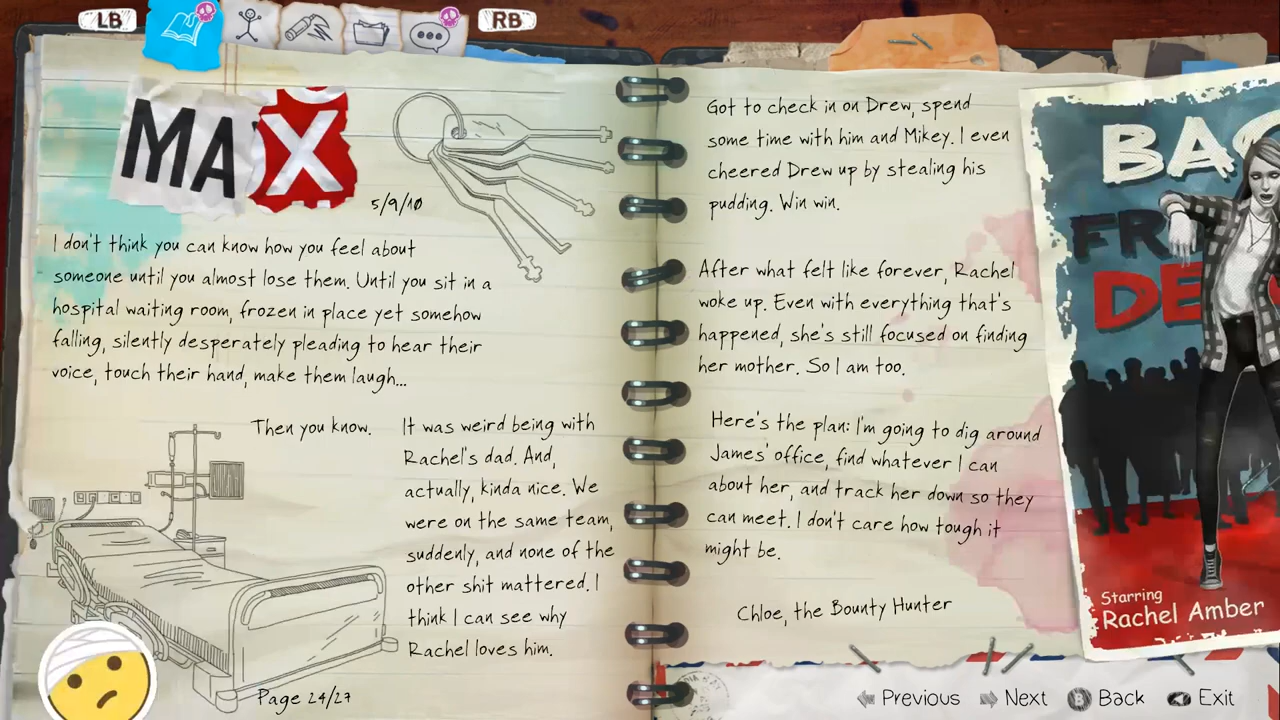 LB
RB
MAX
5/9/10
I don't think you can know how you feel about
someone until you almost lose them. Until you sit in a
hospital waiting room, frozen in place yet somehow
falling, silently desperately pleading to hear their
voice, touch their hand, make them laugh...
Then you know.
It was weird being with
Rachel's dad. And,
actually, kinda nice. We
were on the same team,
suddenly, and none of the
other shit mattered. I
think I can see why
Rachel loves him.
Page 24/27
Got to check in on Drew, spend
some time with him and Mikey. I even
cheered Drew up by stealing his
pudding. Win win.
After what felt like forever, Rachel
woke up. Even with everything that's
happened, she's still focused on finding
her mother. So I am too.
Here's the plan: I'm going to dig around
James' office, find whatever I can
about her, and track her down so they
can meet. I don't care how tough it
might be.
Chloe, the Bounty Hunter
BAC
FR
DE
Starring
Rachel Amber
Previous
Next
B Back
Exit